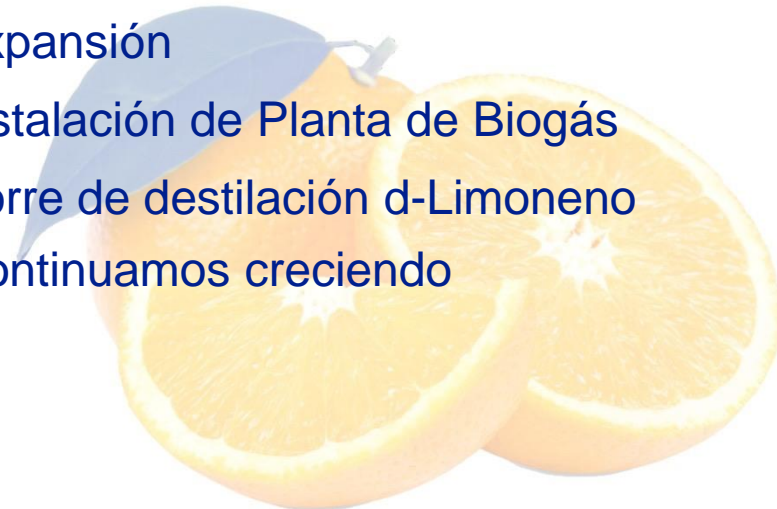 xpansión
stalación de Planta de Biogás
orre de destilación d-Limoneno
ontinuamos creciendo